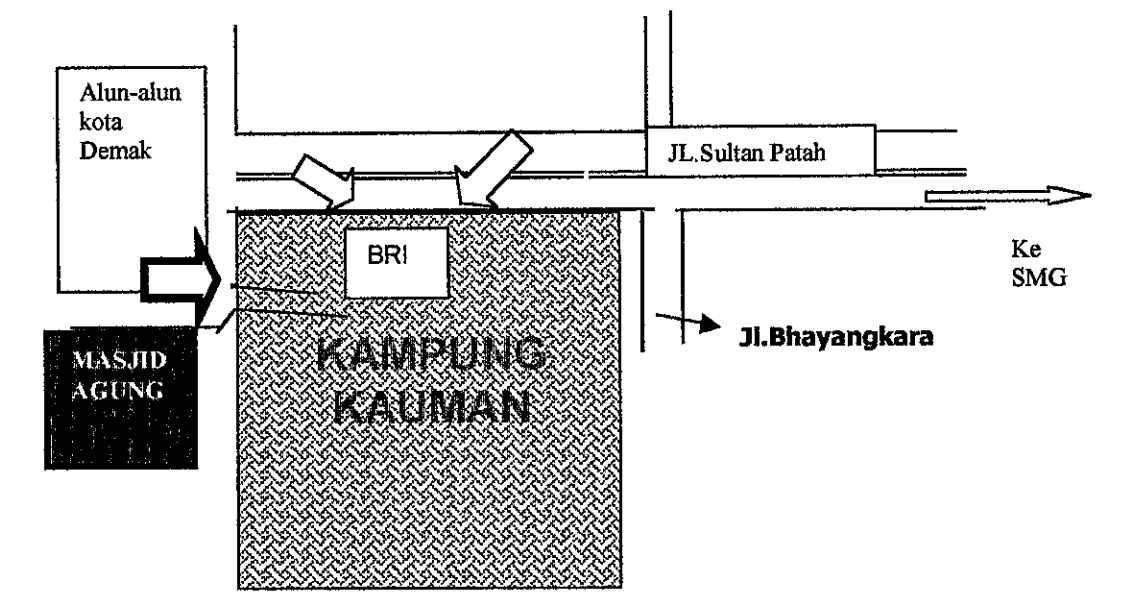 Alun-alun
kota
Demak
JL.Sultan Patah
BRI
Ke
SMG
Jl.Bhayangkara
MASJID
AGUNG
KAMPUNG
KAUMAN